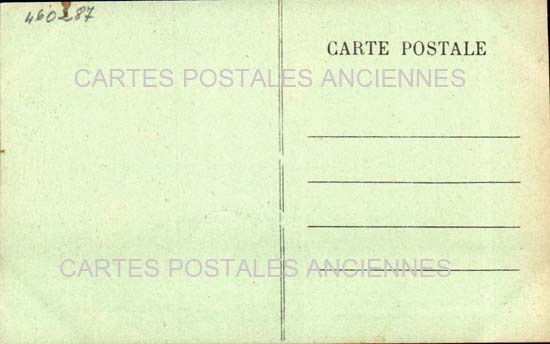 460287
CARTE POSTALE
CARTES POSTALES ANCIENNES
CARTES POSTALES ANCIENNES